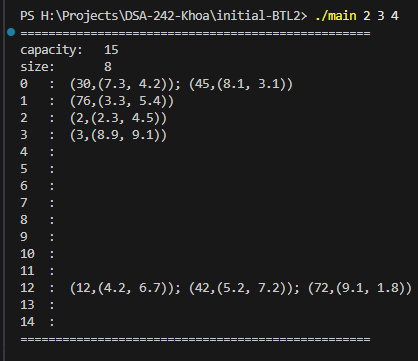 PS H:\Projects\DSA-242-Khoa\initial-BTL2> ./main 2 3 4
==================================================
capacity:   15
size:       8
0   :  (30,(7.3, 4.2)); (45,(8.1, 3.1))
1   :  (76,(3.3, 5.4))
2   :  (2,(2.3, 4.5))
3   :  (3,(8.9, 9.1))
4   :
5   :
6   :
7   :
8   :
9   :
10  :
11  :
12  :  (12,(4.2, 6.7)); (42,(5.2, 7.2)); (72,(9.1, 1.8))
13  :
14  :
==================================================